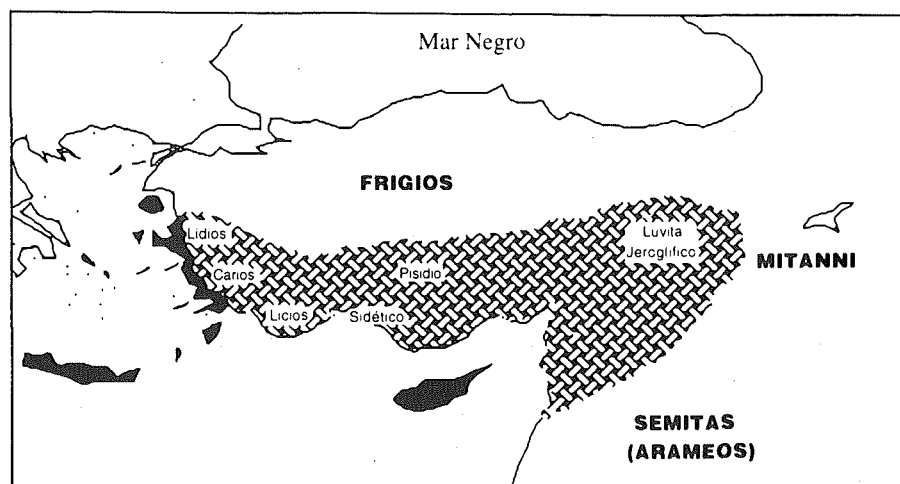 Mar Negro
FRIGIOS
Lidios
Luvita
Jeroglífico
MITANNI
Carios
Pisidio
Licios
Sidético
SEMITAS
(ARAMEOS)